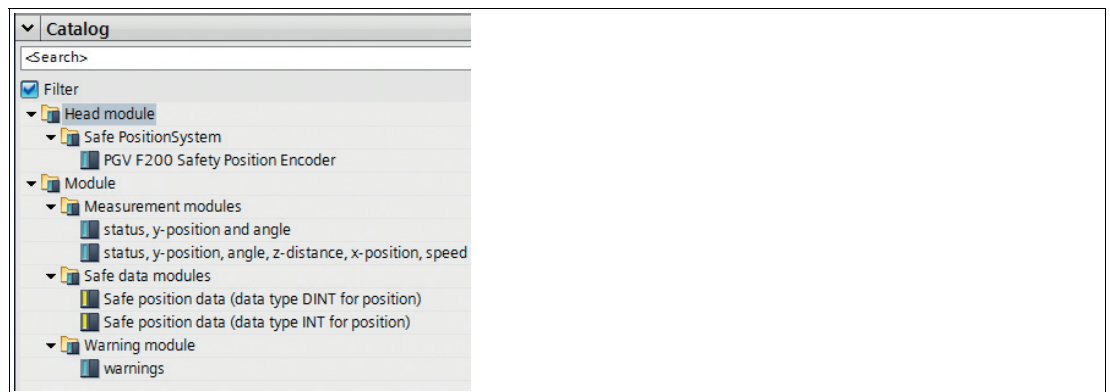 Catalog
<Search>
Filter
Head module
Safe PositionSystem
PGV F200 Safety Position Encoder
Module
Measurement modules
status, y-position and angle
status, y-position, angle, z-distance, x-position, speed
Safe data modules
Safe position data (data type DINT for position)
Safe position data (data type INT for position)
Warning module
warnings